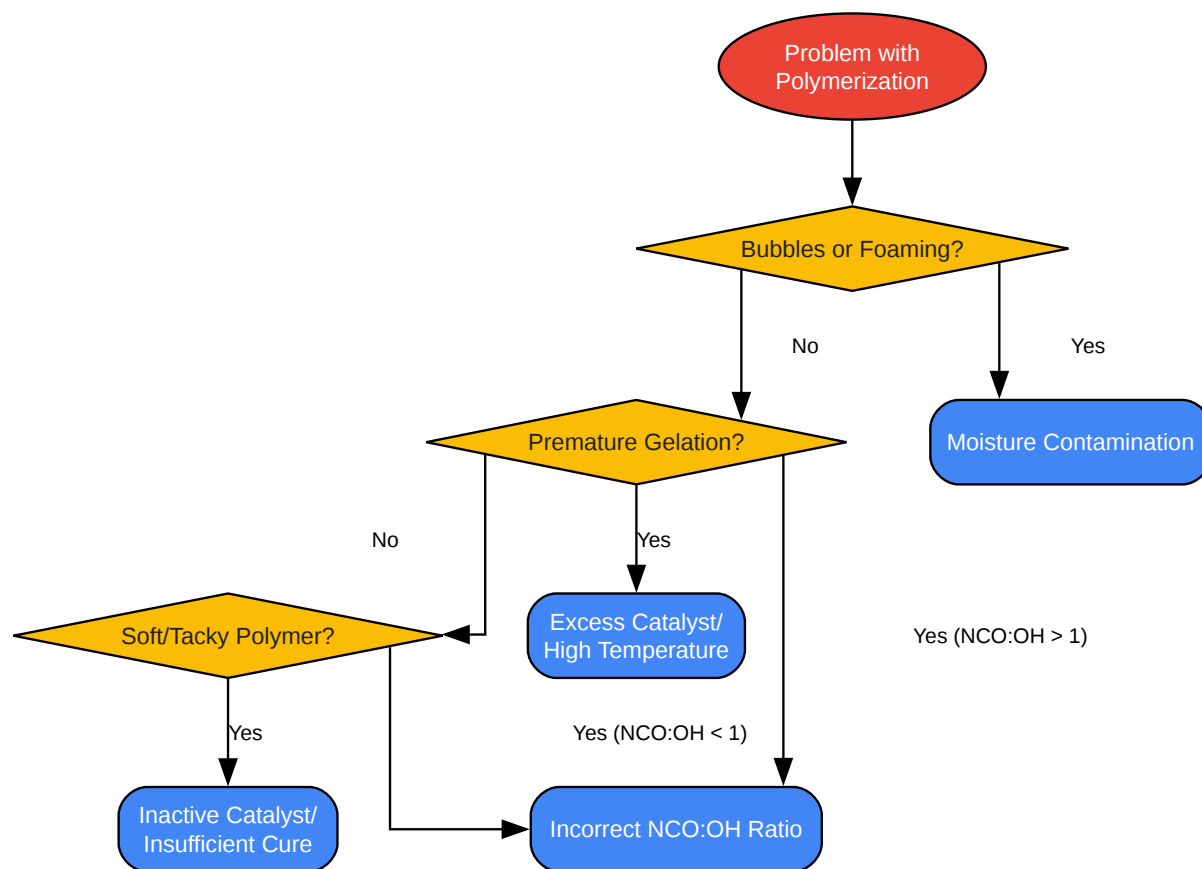 Problem with
Polymerization
Bubbles or Foaming?
No
Yes
Premature Gelation?
Moisture Contamination
No
Yes
Soft/Tacky Polymer?
Excess Catalyst/
High Temperature
Yes (NCO:OH > 1)
Yes
Yes (NCO:OH < 1)
Inactive Catalyst/
Insufficient Cure
Incorrect NCO:OH Ratio